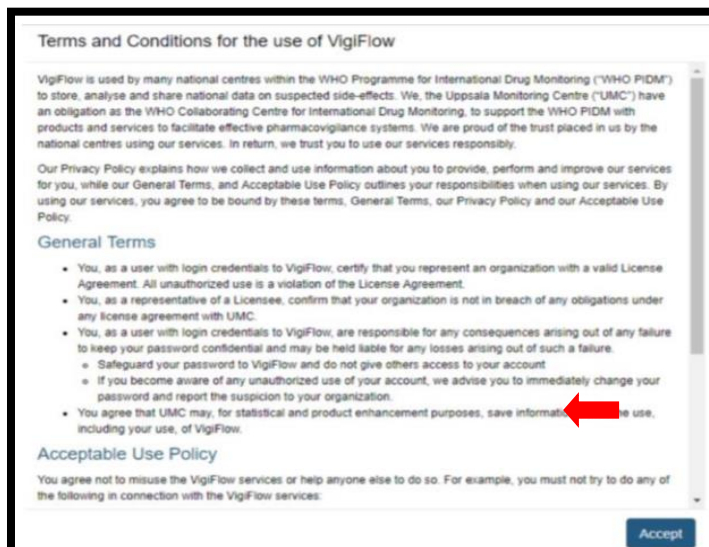 Terms and Conditions for the use of VigiFlow
VigiFlow is used by many national centres within the WHO Programme for International Drug Monitoring ("WHO PIDM")
to store, analyse and share national data on suspected side-effects. We, the Uppsala Monitoring Centre ("UMC") have
an obligation as the WHO Collaborating Centre for International Drug Monitoring, to support the WHO PIDM with
products and services to facilitate effective pharmacovigilance systems. We are proud of the trust placed in us by the
national centres using our services. In return, we trust you to use our services responsibly.
Our Privacy Policy explains how we collect and use information about you to provide, perform and improve our services
for you, while our General Terms, and Acceptable Use Policy outlines your responsibilities when using our services. By
using our services, you agree to be bound by these terms, General Terms, our Privacy Policy and our Acceptable Use
Policy.
General Terms
• You, as a user with login credentials to VigiFlow, certify that you represent an organization with a valid License
Agreement. All unauthorized use is a violation of the License Agreement.
• You, as a representative of a Licensee, confirm that your organization is not in breach of any obligations under
any license agreement with UMC.
• You, as a user with login credentials to VigiFlow, are responsible for any consequences arising out of any failure
to keep your password confidential and may be held liable for any losses arising out of such a failure.
◦ Safeguard your password to VigiFlow and do not give others access to your account
◦ If you become aware of any unauthorized use of your account, we advise you to immediately change your
password and report the suspicion to your organization.
• You agree that UMC may, for statistical and product enhancement purposes, save use,
including your use, of VigiFlow.
Acceptable Use Policy
You agree not to misuse the VigiFlow services or help anyone else to do so. For example, you must not try to do any of
the following in connection with the VigiFlow services:
Accept